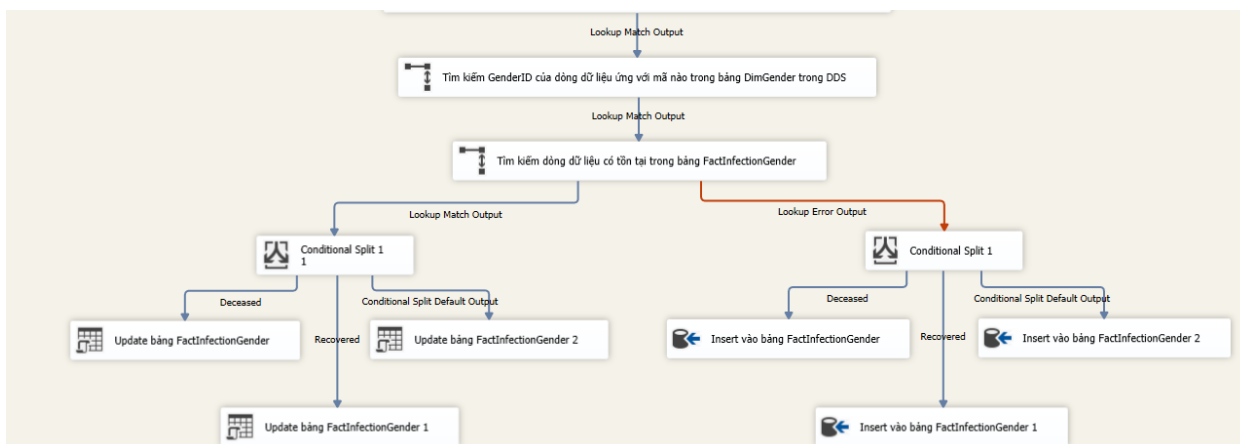 Lookup Match Output
Tìm kiếm GenderID của dòng dữ liệu ứng với mã nào trong bảng DimGender trong DDS
Lookup Match Output
Tìm kiếm dòng dữ liệu có tồn tại trong bảng FactInfectionGender
Lookup Match Output
Lookup Error Output
Conditional Split 1
1
Conditional Split 1
Deceased
Conditional Split Default Output
Deceased
Conditional Split Default Output
Update bảng FactInfectionGender
Recovered
Update bảng FactInfectionGender 2
Insert vào bảng FactInfectionGender
Recovered
Insert vào bảng FactInfectionGender 2
Update bảng FactInfectionGender 1
Insert vào bảng FactInfectionGender 1